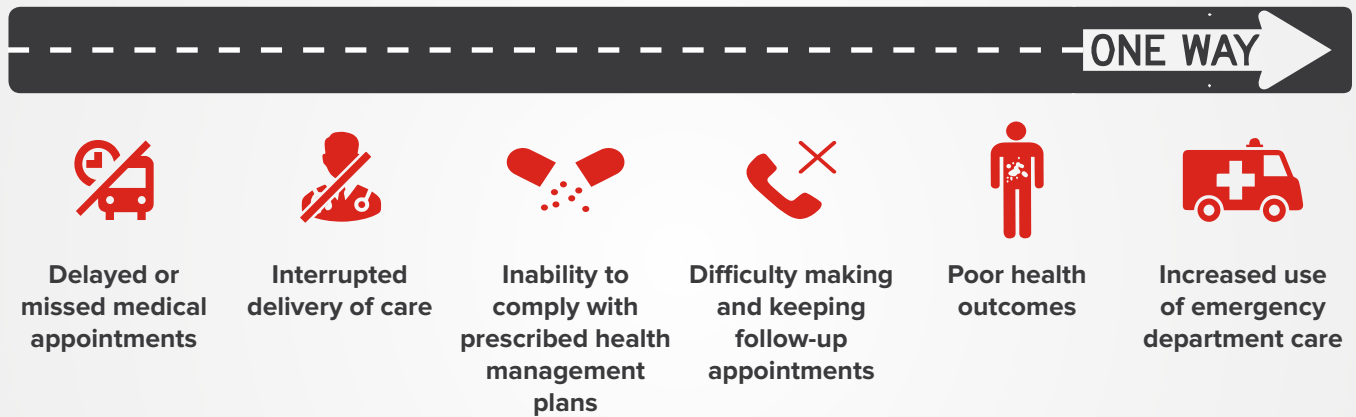 ONE WAY
Delayed or
missed medical
appointments
Interrupted
delivery of care
Inability to
comply with
prescribed health
management
plans
Difficulty making
and keeping
follow-up
appointments
Poor health
outcomes
Increased use
of emergency
department care